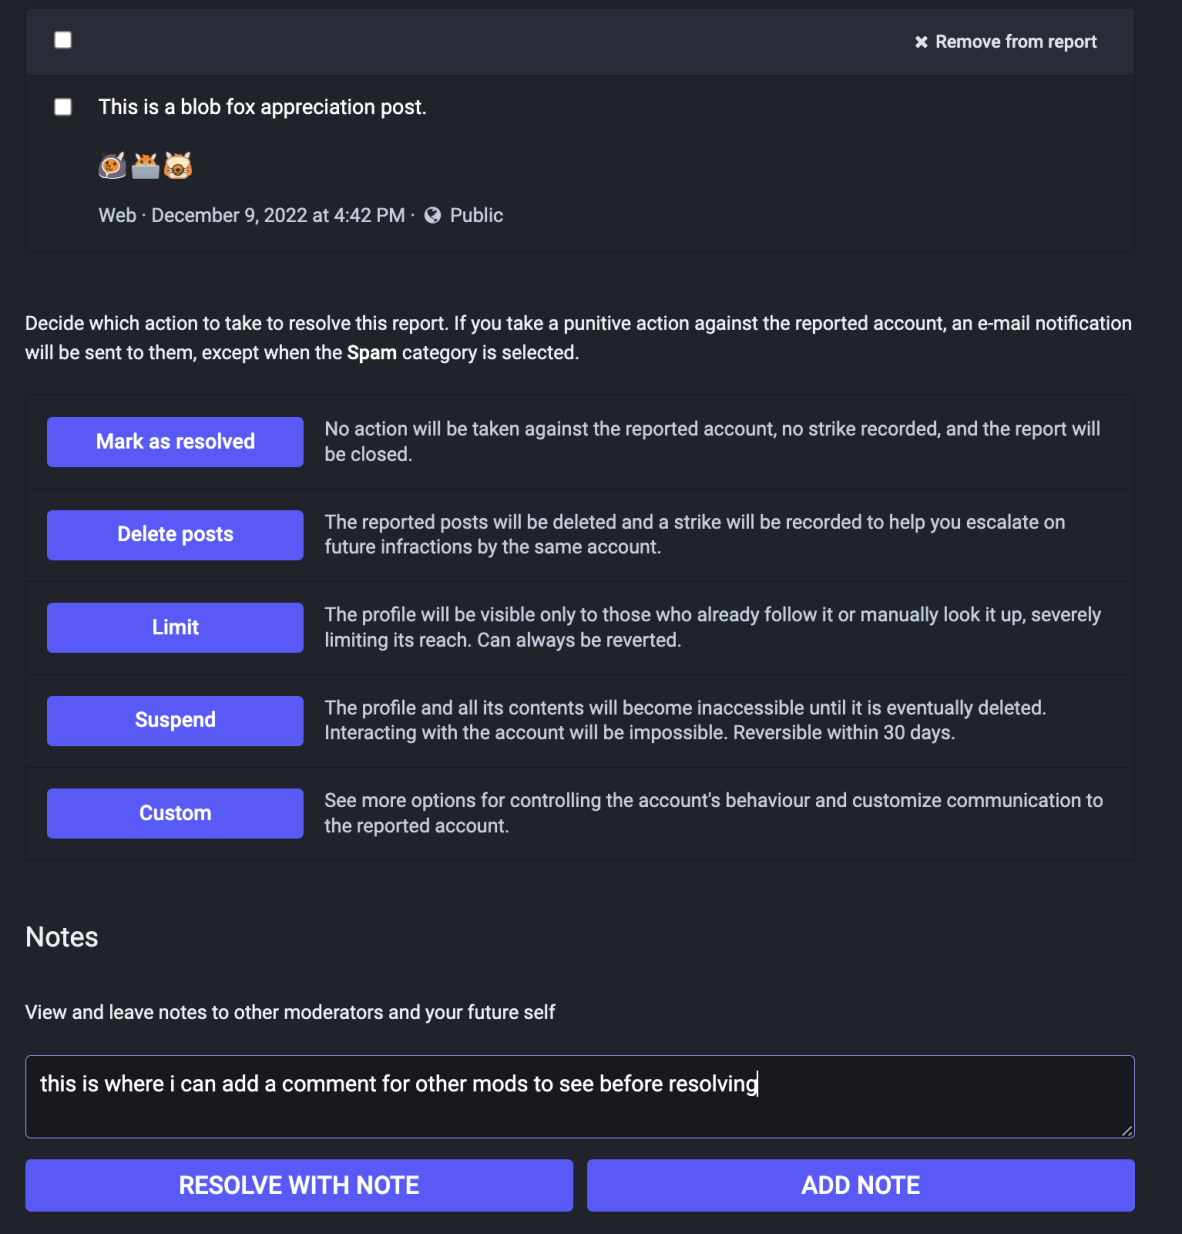 Remove from report
This is a blob fox appreciation post.
Web · December 9, 2022 at 4:42 PM · Public
Decide which action to take to resolve this report. If you take a punitive action against the reported account, an e-mail notification
will be sent to them, except when the Spam category is selected.
Mark as resolved
No action will be taken against the reported account, no strike recorded, and the report will
be closed.
Delete posts
The reported posts will be deleted and a strike will be recorded to help you escalate on
future infractions by the same account.
Limit
The profile will be visible only to those who already follow it or manually look it up, severely
limiting its reach. Can always be reverted.
Suspend
The profile and all its contents will become inaccessible until it is eventually deleted.
Interacting with the account will be impossible. Reversible within 30 days.
Custom
See more options for controlling the account's behaviour and customize communication to
the reported account.
Notes
View and leave notes to other moderators and your future self
this is where i can add a comment for other mods to see before resolving
RESOLVE WITH NOTE
ADD NOTE